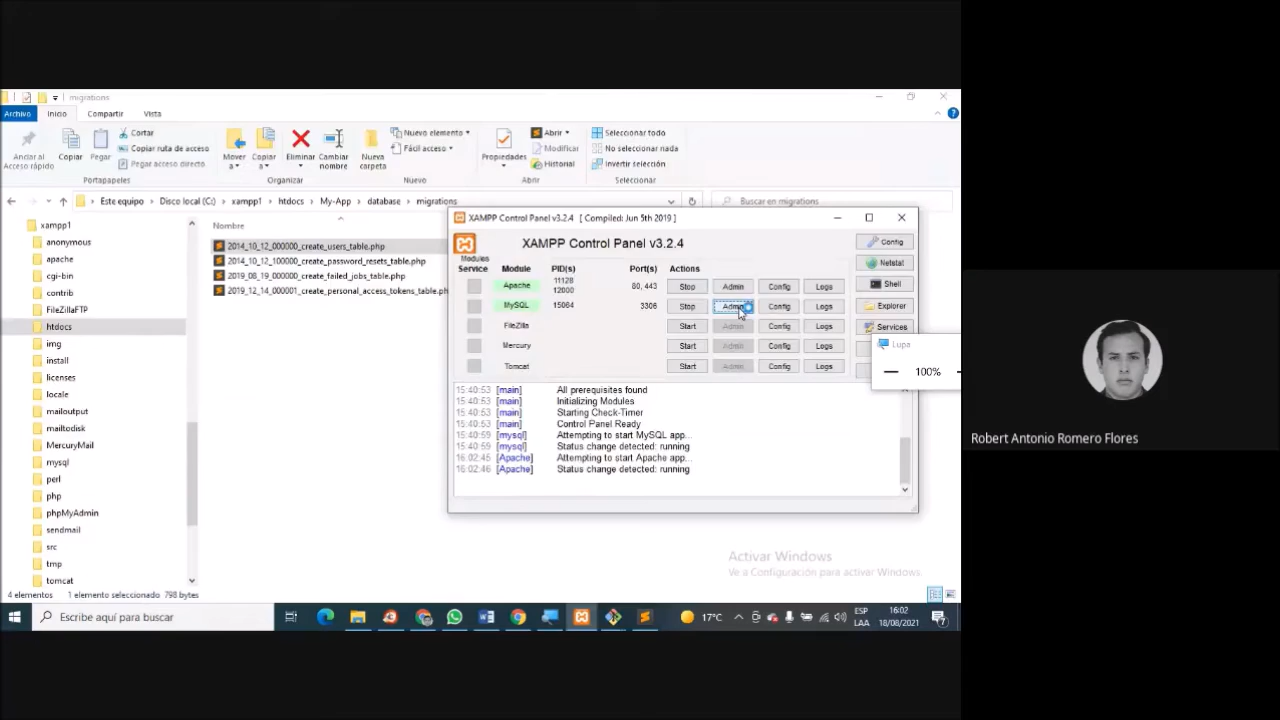 migrations
Archivo Inicio Compartir Vista
Anclar al Acceso rápido
Copiar
Pegar
Cortar
Copiar ruta de acceso
Pegar acceso directo
Portapapeles
Mover a
Copiar a
Eliminar
Cambiar nombre
Organizar
Nueva carpeta
Nuevo elemento
Fácil acceso
Nuevo
Propiedades
Abrir
Modificar
Historial
Abrir
Seleccionar todo
No seleccionar nada
Invertir selección
Seleccionar
Este equipo > Disco local (C:) > xampp1 > htdocs > My-App > database > migrations
Buscar en migrations
xampp1
anonymous
apache
cgi-bin
contrib
FileZillaFTP
htdocs
img
install
licenses
locale
mailoutput
mailtodisk
MercuryMail
mysql
perl
php
phpMyAdmin
sendmail
src
tmp
tomcat
Nombre
2014_10_12_000000_create_users_table.php
2014_10_12_100000_create_password_resets_table.php
2019_08_19_000000_create_failed_jobs_table.php
2019_12_14_000001_create_personal_access_tokens_table.ph
XAMPP Control Panel v3.2.4 [ Compiled: Jun 5th 2019 ]
XAMPP Control Panel v3.2.4
Modules
Service Module PID(s) Port(s) Actions
Apache 11128 12000 80, 443 Stop Admin Config Logs
MySQL 15064 3306 Stop Admin Config Logs
FileZilla Start Admin Config Logs
Mercury Start Admin Config Logs
Tomcat Start Admin Config Logs
Config
Netstat
Shell
Explorer
Services
Lupa
100%
15:40:53 [main] All prerequisites found
15:40:53 [main] Initializing Modules
15:40:53 [main] Starting Check-Timer
15:40:53 [main] Control Panel Ready
15:40:59 [mysql] Attempting to start MySQL app...
15:40:59 [mysql] Status change detected: running
16:02:45 [Apache] Attempting to start Apache app...
16:02:46 [Apache] Status change detected: running
Activar Windows
Ve a Configuración para activar Windows.
4 elementos 1 elemento seleccionado 798 bytes
Escribe aquí para buscar
17°C
ESP
LAA
16:02
18/08/2021
7
Robert Antonio Romero Flores